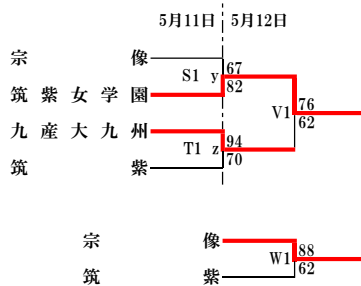 5月11日 5月12日
宗像
S1 y 67
82
筑紫女学園
V1 76
62
九産大九州
T1 z 94
70
筑紫
宗像
W1 88
62
筑紫